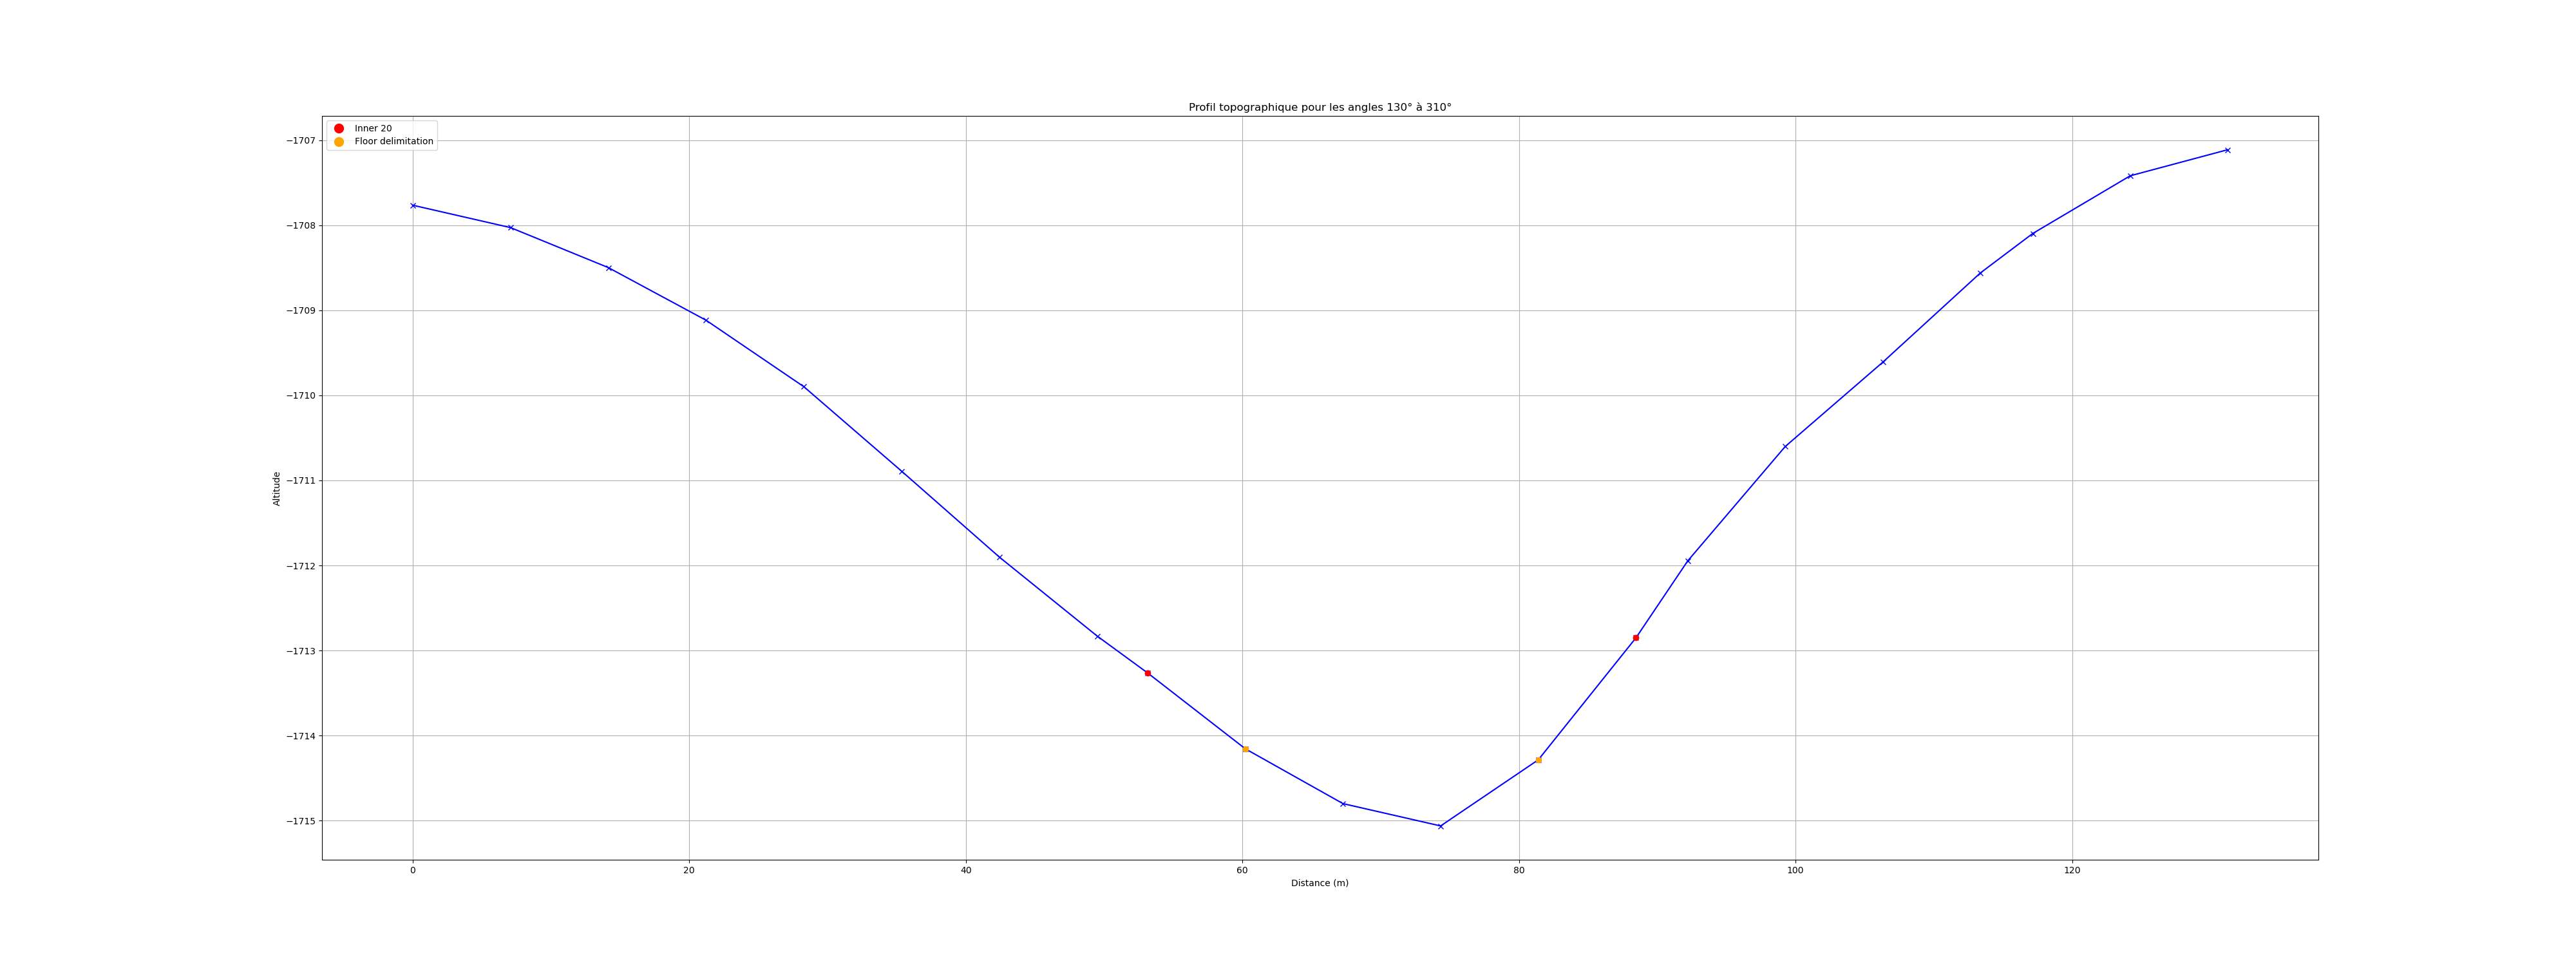 Profil topographique pour les angles 130° à 310°
Inner 20
Floor delimitation
−1707
−1708
−1709
−1710
−1711
−1712
−1713
−1714
−1715
Altitude
0 20 40 60 80 100 120
Distance (m)